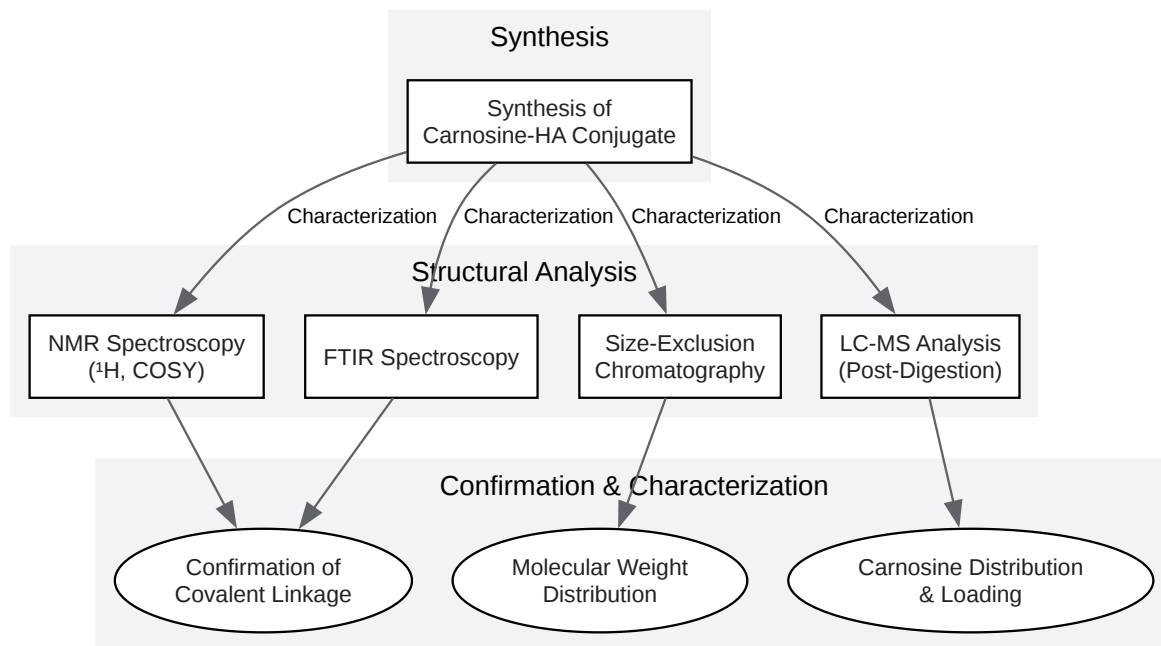 Synthesis
Synthesis of
Carnosine-HA Conjugate
Characterization
Characterization
Characterization
Characterization
Structural Analysis
NMR Spectroscopy
(¹H, COSY)
FTIR Spectroscopy
Size-Exclusion
Chromatography
LC-MS Analysis
(Post-Digestion)
Confirmation & Characterization
Confirmation of
Covalent Linkage
Molecular Weight
Distribution
Carnosine Distribution
& Loading